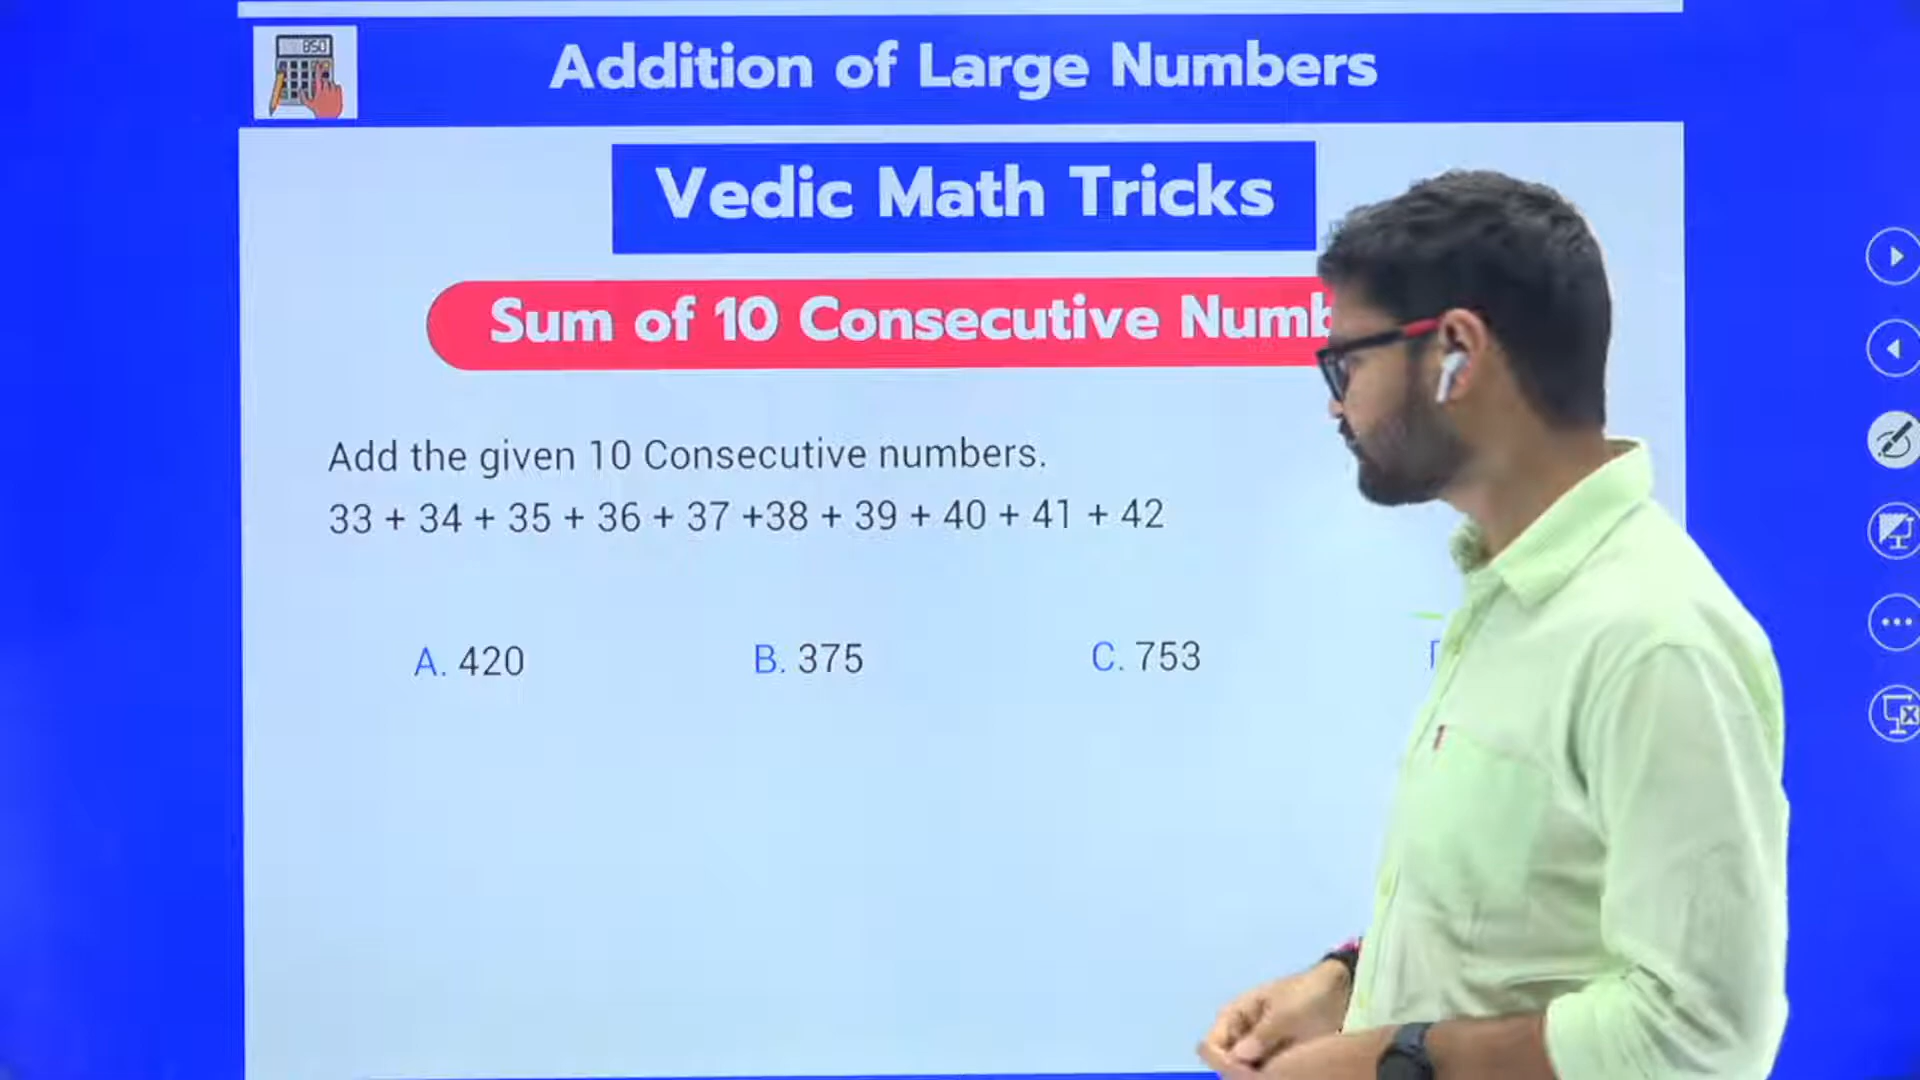 850
Addition of Large Numbers
Vedic Math Tricks
Sum of 10 Consecutive
Add the given 10 Consecutive numbers.
33 + 34 + 35 + 36 + 37 +38 + 39 + 40 + 41 + 42
A. 420 B. 375 C. 753